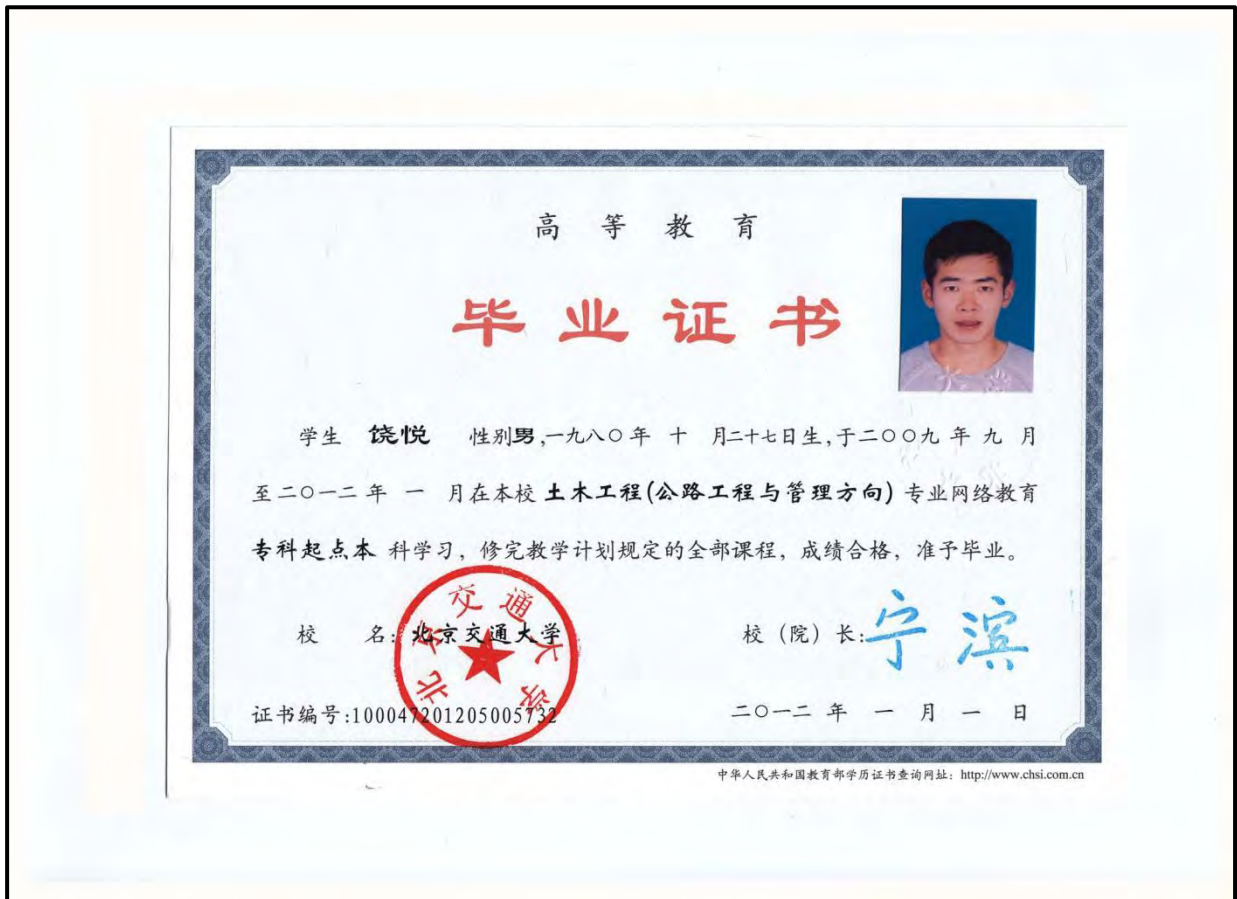 高等教育
毕业证书
学生 饶悦 性别男,一九八〇年 十 月二十七日生,于二〇〇九 年 九 月
至二〇一二 年 一 月在本校 土木工程(公路工程与管理方向) 专业网络教育
专科起点本 科学习, 修完教学计划规定的全部课程, 成绩合格, 准予毕业。
校 名: 北京交通大学
北京交通大学
校 (院) 长: 宁滨
证书编号:100047201205005732
二〇一二 年 一 月 一 日
中华人民共和国教育部学历证书查询网址: http://www.chsi.com.cn